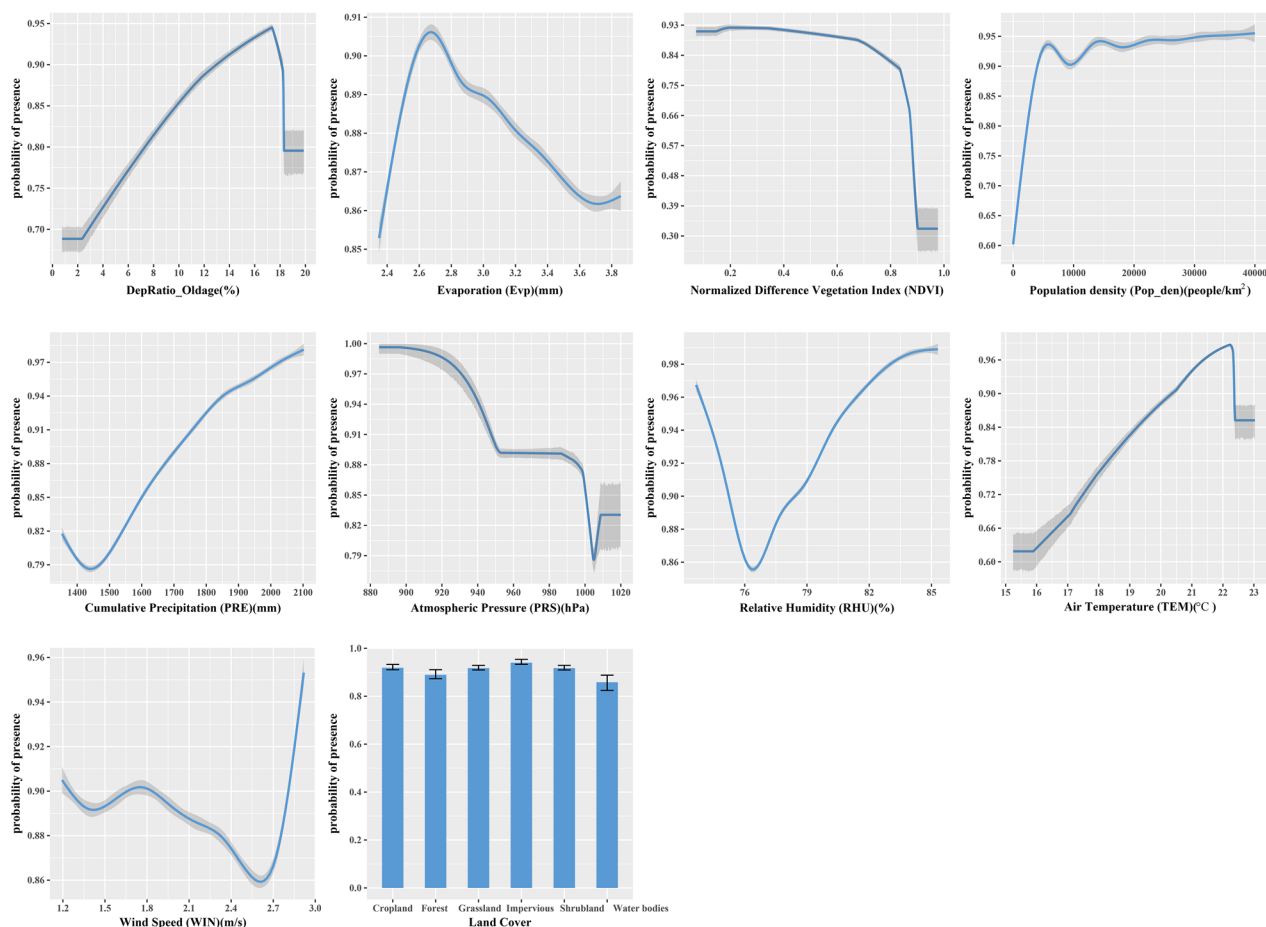 probability of presence
0.95
0.90
0.85
0.80
0.75
0.70
0 2 4 6 8 10 12 14 16 18 20
DepRatio_Oldage(%)
probability of presence
0.91
0.90
0.89
0.88
0.87
0.86
0.85
2.4 2.6 2.8 3.0 3.2 3.4 3.6 3.8
Evaporation (Evp)(mm)
probability of presence
0.93
0.84
0.75
0.66
0.57
0.48
0.39
0.30
0.2 0.4 0.6 0.8 1.0
Normalized Difference Vegetation Index (NDVI)
probability of presence
0.95
0.90
0.85
0.80
0.75
0.70
0.65
0.60
0 10000 20000 30000 40000
Population density (Pop_den)(people/km²)
probability of presence
0.97
0.94
0.91
0.88
0.85
0.82
0.79
1400 1500 1600 1700 1800 1900 2000 2100
Cumulative Precipitation (PRE)(mm)
probability of presence
1.00
0.97
0.94
0.91
0.88
0.85
0.82
0.79
880 900 920 940 960 980 1000 1020
Atmospheric Pressure (PRS)(hPa)
probability of presence
0.98
0.96
0.94
0.92
0.90
0.88
0.86
76 79 82 85
Relative Humidity (RHU)(%)
probability of presence
0.96
0.90
0.84
0.78
0.72
0.66
0.60
15 16 17 18 19 20 21 22 23
Air Temperature (TEM)(°C )
probability of presence
0.96
0.94
0.92
0.90
0.88
0.86
1.2 1.5 1.8 2.1 2.4 2.7 3.0
Wind Speed (WIN)(m/s)
probability of presence
1.0
0.8
0.6
0.4
0.2
0.0
Cropland Forest Grassland Impervious Shrubland Water bodies
Land Cover